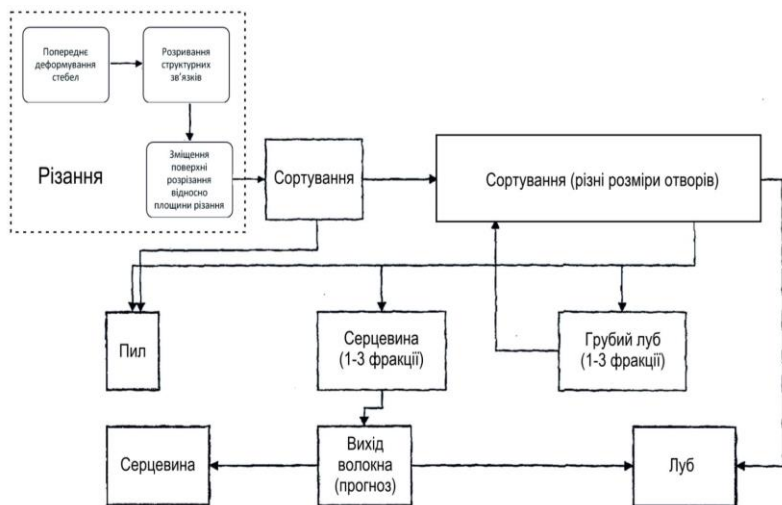 Попереднє
деформування
стебел
Розривання
структурних
зв’язків
Різання
Зміщення
поверхні
розрізання
відносно
площини різання
Сортування
Сортування (різні розміри отворів)
Пил
Серцевина
(1-3 фракції)
Грубий луб
(1-3 фракції)
Серцевина
Вихід
волокна
(прогноз)
Луб